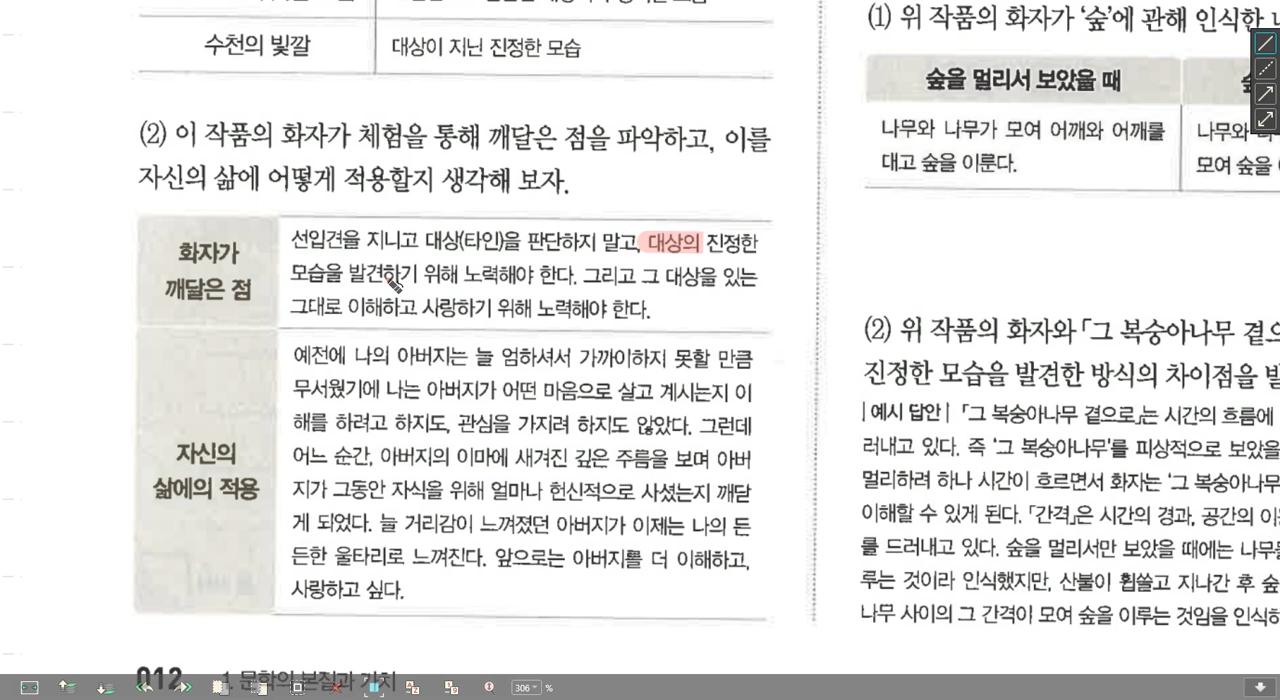 수천의 빛깔
대상이 지닌 진정한 모습
(2) 이 작품의 화자가 체험을 통해 깨달은 점을 파악하고, 이를
자신의 삶에 어떻게 적용할지 생각해 보자.
화자가
깨달은 점
선입견을 지니고 대상(타인)을 판단하지 말고, 대상의 진정한
모습을 발견하기 위해 노력해야 한다. 그리고 그 대상을 있는
그대로 이해하고 사랑하기 위해 노력해야 한다.
자신의
삶에의 적용
예전에 나의 아버지는 늘 엄하셔서 가까이하지 못할 만큼
무서웠기에 나는 아버지가 어떤 마음으로 살고 계시는지 이
해를 하려고 하지도, 관심을 가지려 하지도 않았다. 그런데
어느 순간, 아버지의 이마에 새겨진 깊은 주름을 보며 아버
지가 그동안 자식을 위해 얼마나 헌신적으로 사셨는지 깨닫
게 되었다. 늘 거리감이 느껴졌던 아버지가 이제는 나의 든
든한 울타리로 느껴진다. 앞으로는 아버지를 더 이해하고,
사랑하고 싶다.
012 1. 문학의 본질과 가치
(1) 위 작품의 화자가 '숲'에 관해 인식한
숲을 멀리서 보았을 때
나무와 나무가 모여 어깨와 어깨를
대고 숲을 이룬다.
나무와
모여 숲을
(2) 위 작품의 화자와 「그 복숭아나무 곁으
진정한 모습을 발견한 방식의 차이점을
|예시 답안| 「그 복숭아나무 곁으로」는 시간의 흐름에
러내고 있다. 즉 '그 복숭아나무'를 피상적으로 보았을
멀리하려 하나 시간이 흐르면서 화자는 '그 복숭아나무
이해할 수 있게 된다. 「간격」은 시간의 경과, 공간의 이
를 드러내고 있다. 숲을 멀리서만 보았을 때에는 나무
루는 것이라 인식했지만, 산불이 휩쓸고 지나간 후 숲
나무 사이의 그 간격이 모여 숲을 이루는 것임을 인식하
306 %